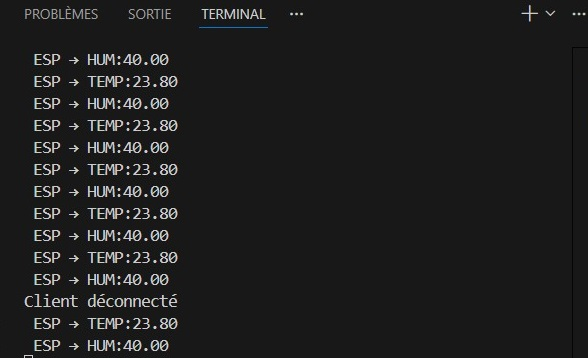 PROBLÈMES SORTIE TERMINAL ···
ESP → HUM:40.00
ESP → TEMP:23.80
ESP → HUM:40.00
ESP → TEMP:23.80
ESP → HUM:40.00
ESP → TEMP:23.80
ESP → HUM:40.00
ESP → TEMP:23.80
ESP → HUM:40.00
ESP → TEMP:23.80
ESP → HUM:40.00
Client déconnecté
ESP → TEMP:23.80
ESP → HUM:40.00